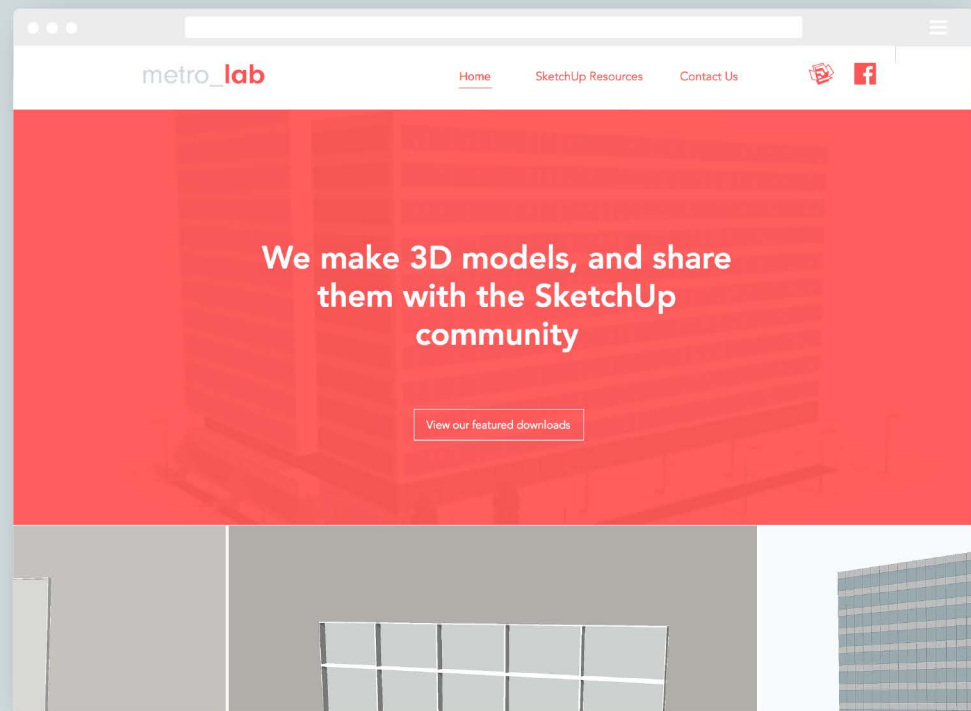 metro_lab
Home SketchUp Resources Contact Us
We make 3D models, and share
them with the SketchUp
community
View our featured downloads